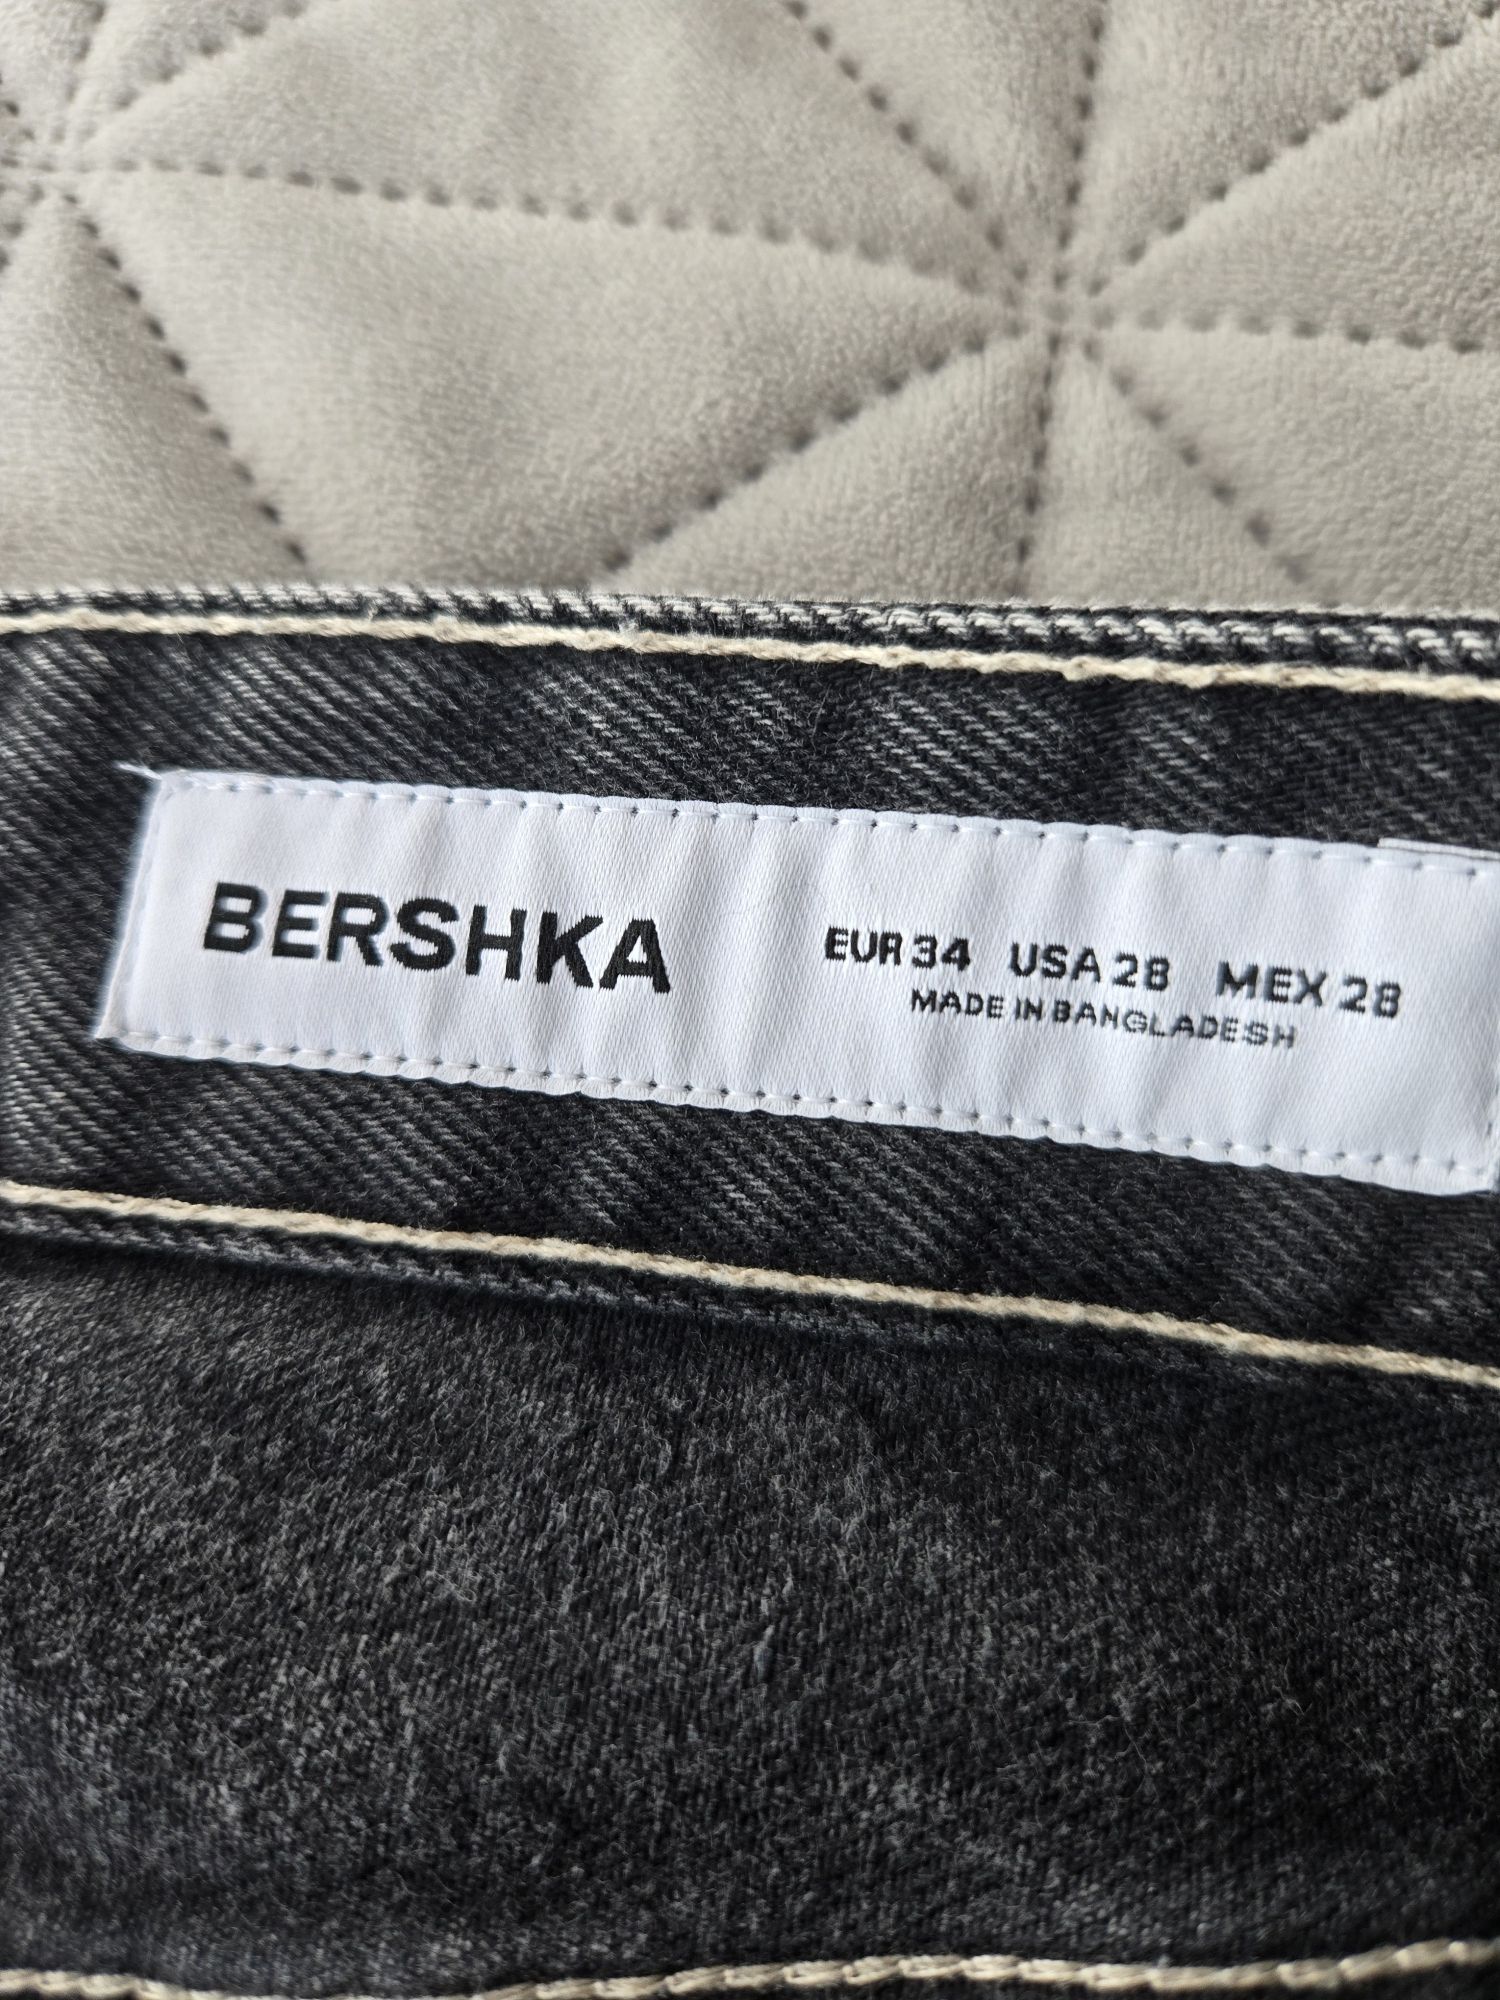 BERSHKA
EUR 34 USA 28 MEX 28
MADE IN BANGLADESH